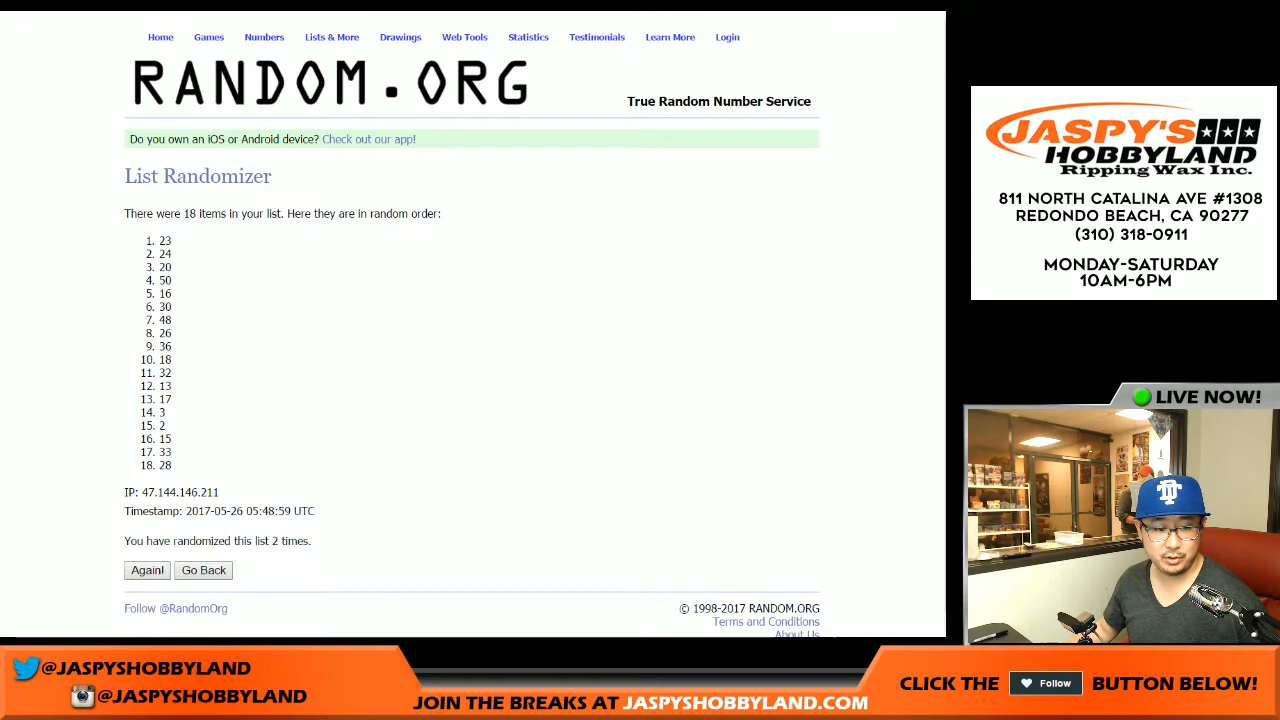 Home Games Numbers Lists & More Drawings Web Tools Statistics Testimonials Learn More Login
RANDOM.ORG
True Random Number Service
Do you own an iOS or Android device? Check out our app!
List Randomizer
There were 18 items in your list. Here they are in random order:
1. 23
2. 24
3. 20
4. 50
5. 16
6. 30
7. 48
8. 26
9. 36
10. 18
11. 32
12. 13
13. 17
14. 3
15. 2
16. 15
17. 33
18. 28
IP: 47.144.146.211
Timestamp: 2017-05-26 05:48:59 UTC
You have randomized this list 2 times.
Again! Go Back
Follow @RandomOrg
© 1998-2017 RANDOM.ORG
Terms and Conditions
About Us
JASPY'S
HOBBYLAND
Ripping Wax Inc.
811 NORTH CATALINA AVE #1308
REDONDO BEACH, CA 90277
(310) 318-0911
MONDAY-SATURDAY
10AM-6PM
LIVE NOW!
@JASPYSHOBBYLAND
@JASPYSHOBBYLAND
JOIN THE BREAKS AT JASPYSHOBBYLAND.COM
CLICK THE Follow BUTTON BELOW!